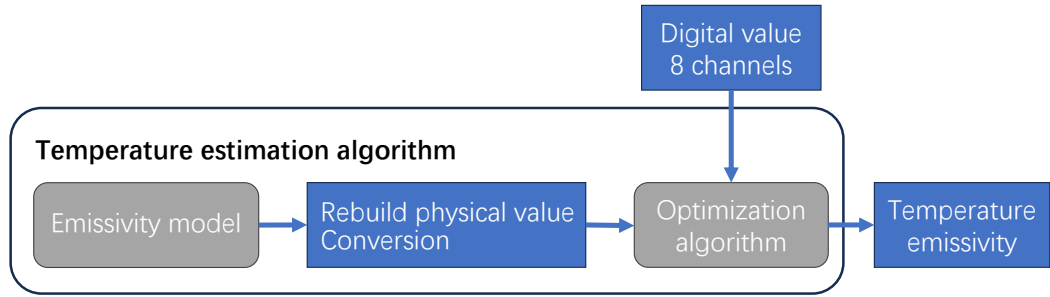 Digital value
8 channels
Temperature estimation algorithm
Emissivity model
Rebuild physical value
Conversion
Optimization
algorithm
Temperature
emissivity